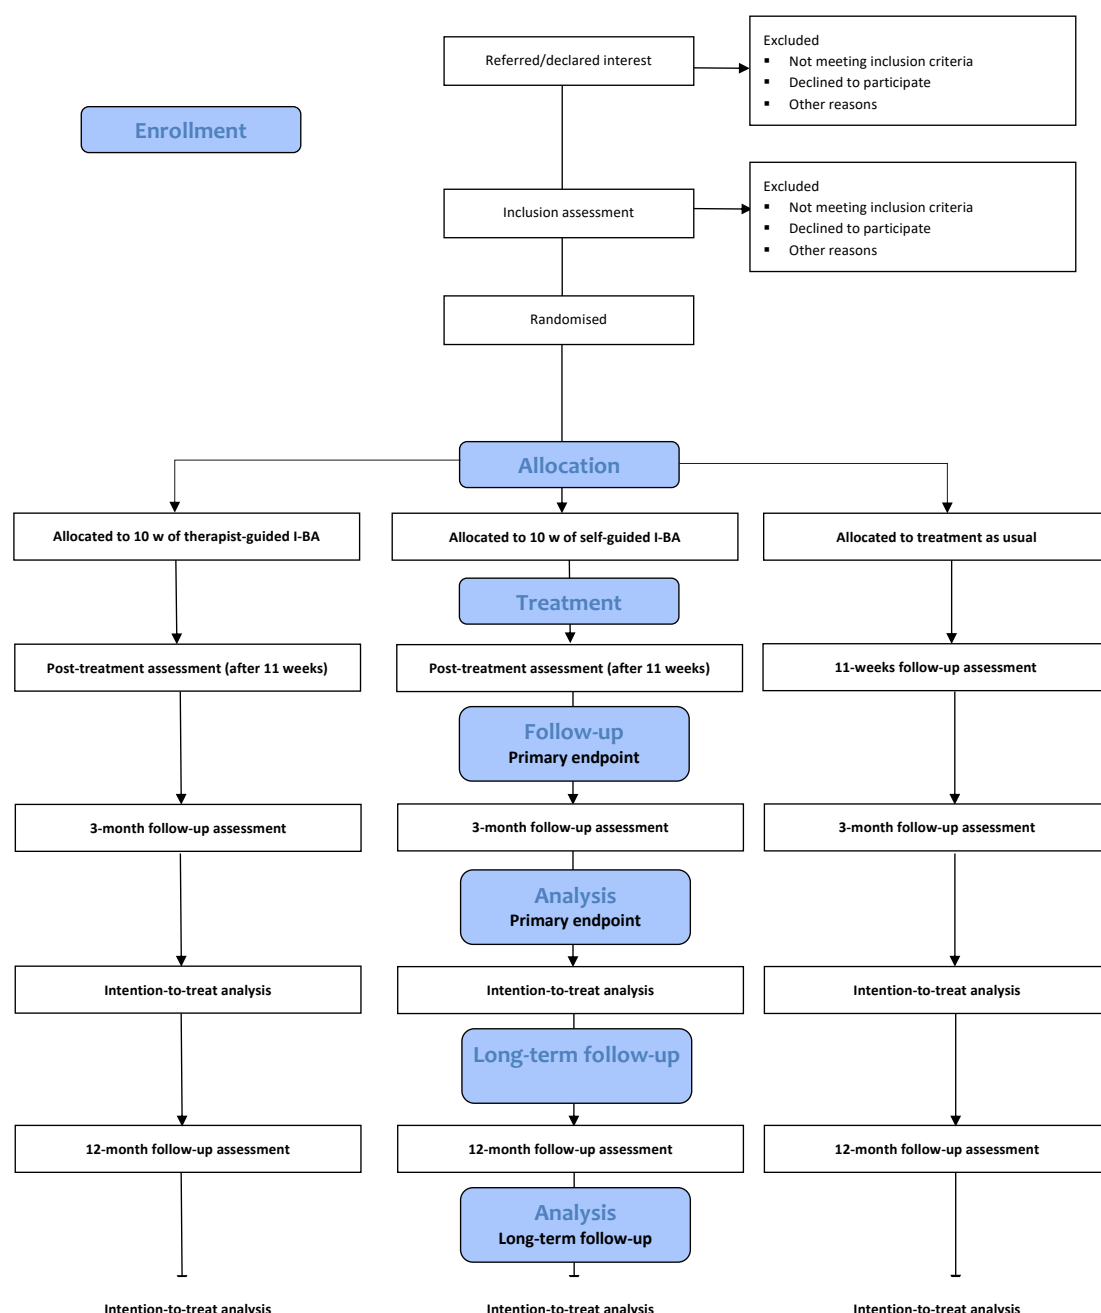 Referred/declared interest
Excluded
▪ Not meeting inclusion criteria
▪ Declined to participate
▪ Other reasons
Enrollment
Inclusion assessment
Excluded
▪ Not meeting inclusion criteria
▪ Declined to participate
▪ Other reasons
Randomised
Allocation
Allocated to 10 w of therapist-guided I-BA
Allocated to 10 w of self-guided I-BA
Allocated to treatment as usual
Treatment
Post-treatment assessment (after 11 weeks)
Post-treatment assessment (after 11 weeks)
11-weeks follow-up assessment
Follow-up
Primary endpoint
3-month follow-up assessment
3-month follow-up assessment
3-month follow-up assessment
Analysis
Primary endpoint
Intention-to-treat analysis
Intention-to-treat analysis
Intention-to-treat analysis
Long-term follow-up
12-month follow-up assessment
12-month follow-up assessment
12-month follow-up assessment
Analysis
Long-term follow-up
Intention-to-treat analysis
Intention-to-treat analysis
Intention-to-treat analysis